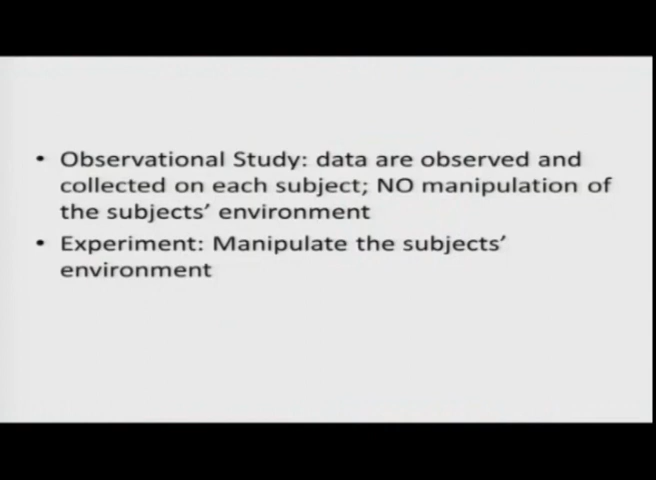 • Observational Study: data are observed and
collected on each subject; NO manipulation of
the subjects’ environment
• Experiment: Manipulate the subjects’
environment